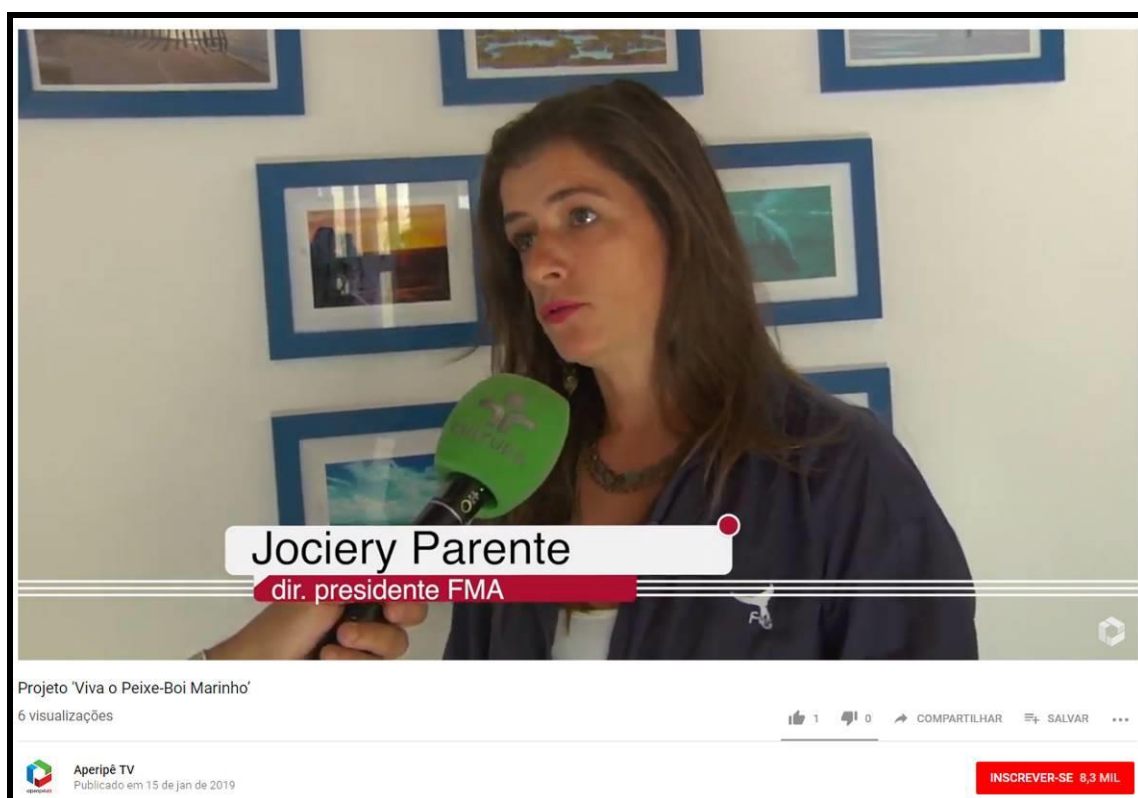 Jociery Parente
dir. presidente FMA
Projeto 'Viva o Peixe-Boi Marinho'
6 visualizações
1 0 COMPARTILHAR SALVAR ...
Aperipê TV
Publicado em 15 de jan de 2019
INSCREVER-SE 8,3 MIL